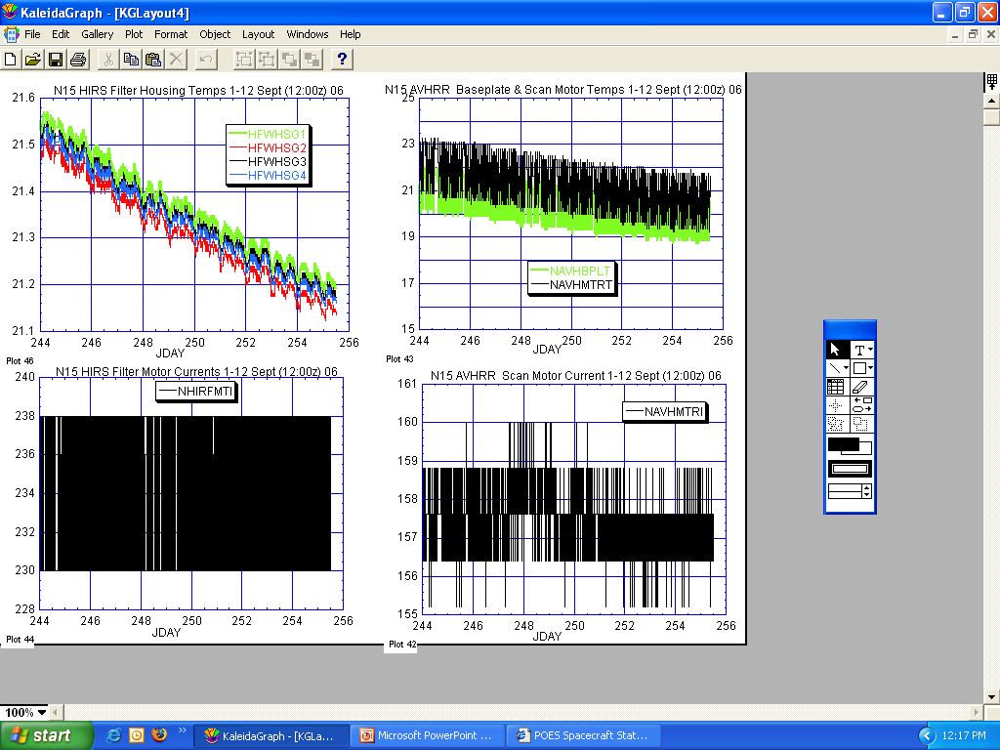 KaleidaGraph - [KGLayout4]
File Edit Gallery Plot Format Object Layout Windows Help
N15 HIRS Filter Housing Temps 1-12 Sept (12:00z) 06
21.6
21.5
21.4
21.3
21.2
21.1
HFWHSG1
HFWHSG2
HFWHSG3
HFWHSG4
244 246 248 250 252 254 256
JDAY
Plot 46
N15 AVHRR Baseplate & Scan Motor Temps 1-12 Sept (12:00z) 06
25
23
21
19
17
15
NAVHBPLT
NAVHMTRT
244 246 248 250 252 254 256
JDAY
Plot 43
N15 HIRS Filter Motor Currents 1-12 Sept (12:00z) 06
240
238
236
234
232
230
228
NHIRFMTI
244 246 248 250 252 254 256
JDAY
Plot 44
N15 AVHRR Scan Motor Current 1-12 Sept (12:00z) 06
161
160
159
158
157
156
155
NAVHMTRI
244 246 248 250 252 254 256
JDAY
Plot 42
T
100%
start
KaleidaGraph - [KGLa...
Microsoft PowerPoint ...
POES Spacecraft Stat...
12:17 PM